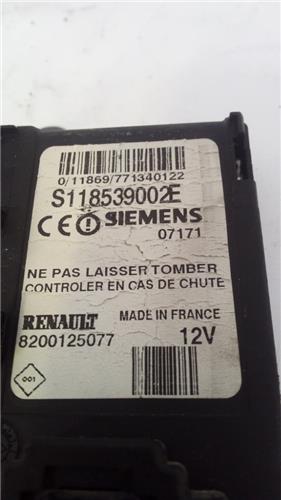 0/11869/771340122
S118539002E
CE SIEMENS
07171
NE PAS LAISSER TOMBER
CONTROLER EN CAS DE CHUTE
RENAULT MADE IN FRANCE
8200125077 12V
001